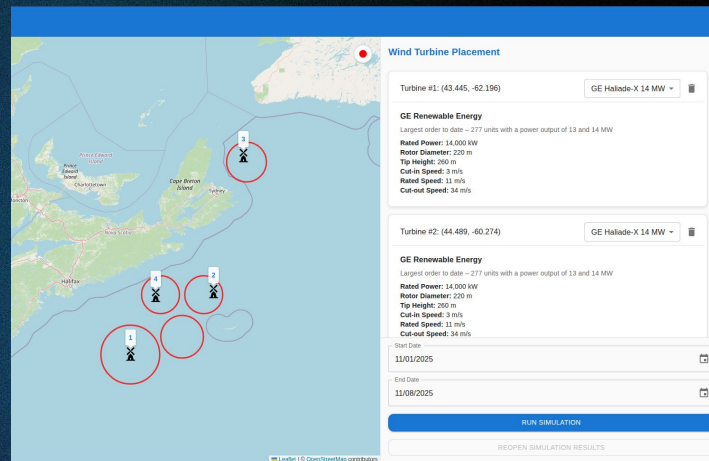 Wind Turbine Placement
Turbine #1: (43.445, -62.196)
GE Haliade-X 14 MW
GE Renewable Energy
Largest order to date – 277 units with a power output of 13 and 14 MW
Rated Power: 14,000 kW
Rotor Diameter: 220 m
Tip Height: 260 m
Cut-in Speed: 3 m/s
Rated Speed: 11 m/s
Cut-out Speed: 34 m/s
Turbine #2: (44.489, -60.274)
GE Haliade-X 14 MW
GE Renewable Energy
Largest order to date – 277 units with a power output of 13 and 14 MW
Rated Power: 14,000 kW
Rotor Diameter: 220 m
Tip Height: 260 m
Cut-in Speed: 3 m/s
Rated Speed: 11 m/s
Cut-out Speed: 34 m/s
Start Date
11/01/2025
End Date
11/08/2025
RUN SIMULATION
REOPEN SIMULATION RESULTS
3
Prince Edward
Island
Prince
Edward
Island
Charlottetown
Cape Breton
Island
Sydney
Nova Scotia
Halifax
4
2
1
Leaflet | © OpenStreetMap contributors